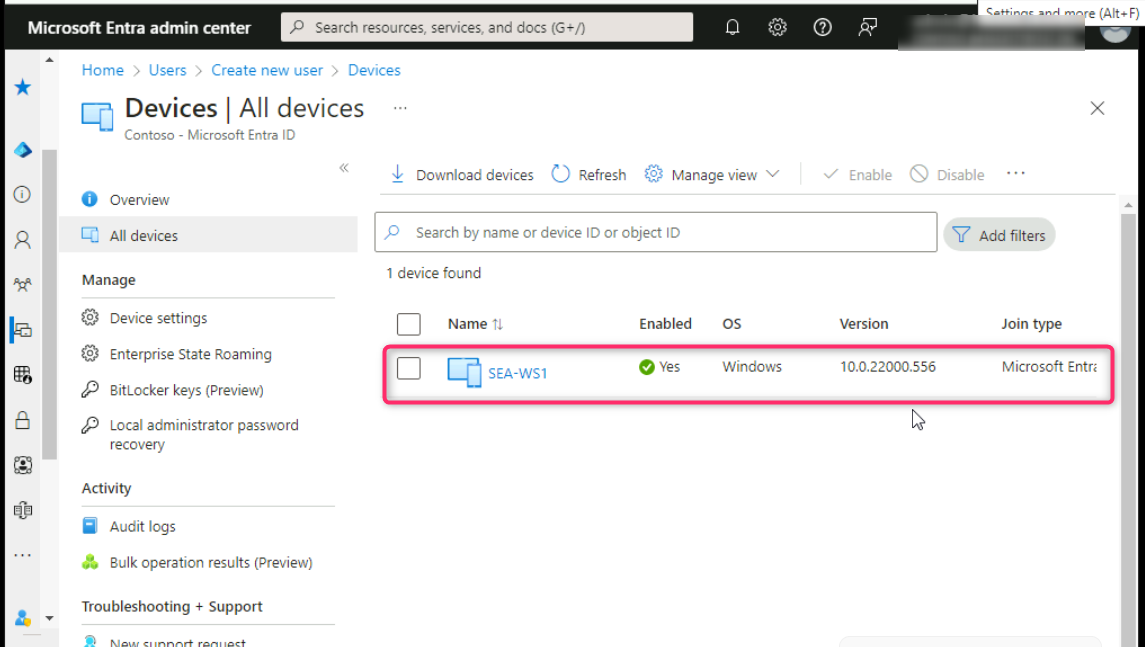 Settings and more (Alt+F)
Microsoft Entra admin center
Search resources, services, and docs (G+/)
Home > Users > Create new user > Devices
Devices | All devices ...
Contoso - Microsoft Entra ID
Download devices Refresh Manage view Enable Disable ...
Overview
All devices
Search by name or device ID or object ID
Add filters
1 device found
Manage
Device settings
Enterprise State Roaming
BitLocker keys (Preview)
Local administrator password
recovery
Name Enabled OS Version Join type
SEA-WS1 Yes Windows 10.0.22000.556 Microsoft Entra
Activity
Audit logs
Bulk operation results (Preview)
Troubleshooting + Support
New support request